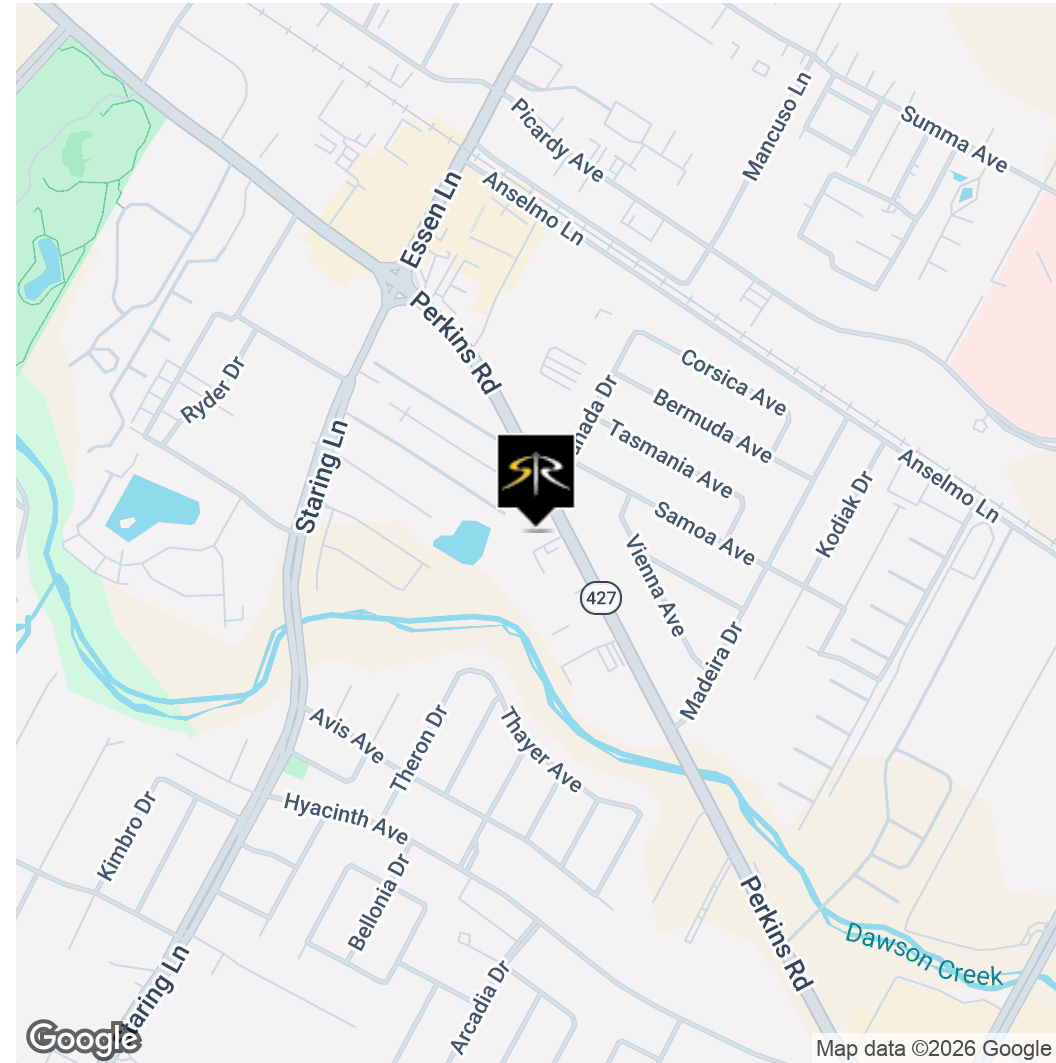 Mancuso Ln
Summa Ave
Picardy Ave
Essen Ln
Anselmo Ln
Perkins Rd
Corsica Ave
Ryder Dr
Bermuda Ave
nada Dr
Tasmania Ave
SR
Staring Ln
Anselmo Ln
Kodiak Dr
Samoa Ave
Vienna Ave
427
Madeira Dr
Avis Ave
Theron Dr
Thayer Ave
Hyacinth Ave
Kimbro Dr
Bellonia Dr
Perkins Rd
Dawson Creek
Staring Ln
Arcadia Dr
Google
Map data ©2026 Google